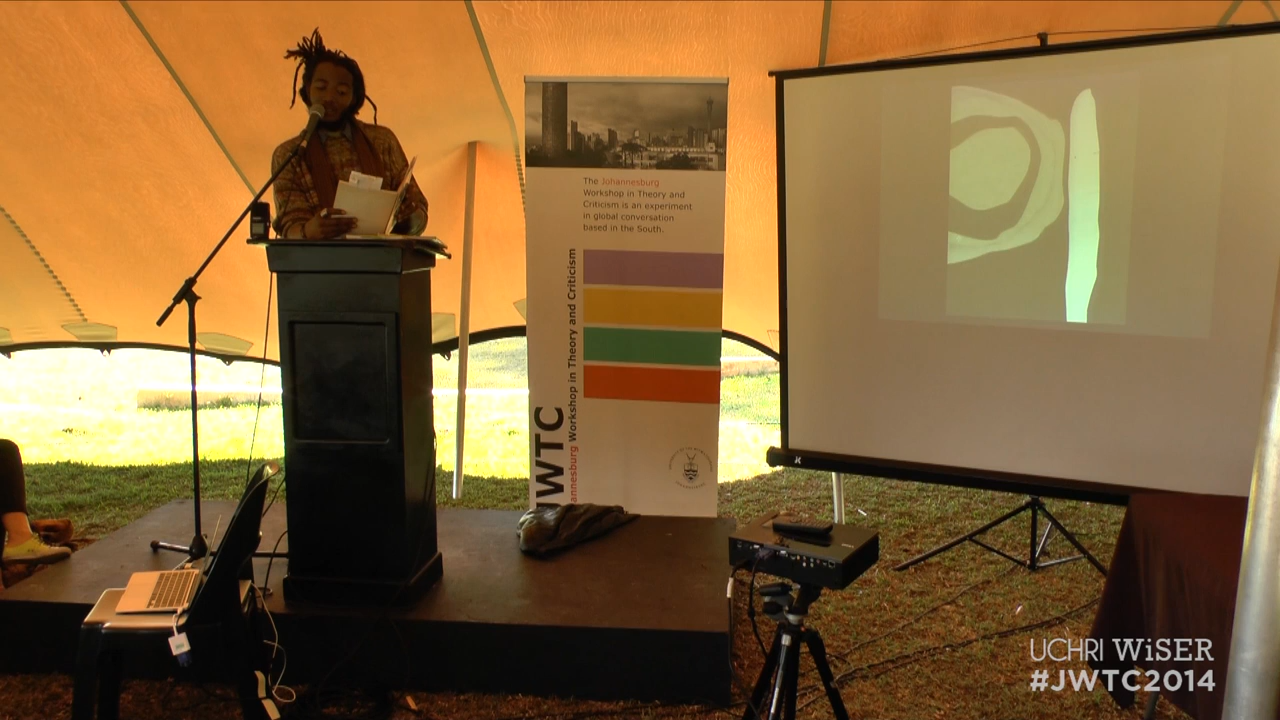 The Johannesburg
Workshop in Theory and
Criticism is an experiment
in global conversation
based in the South.
JWTC
Johannesburg Workshop in Theory and Criticism
UCHRI WiSER
#JWTC2014